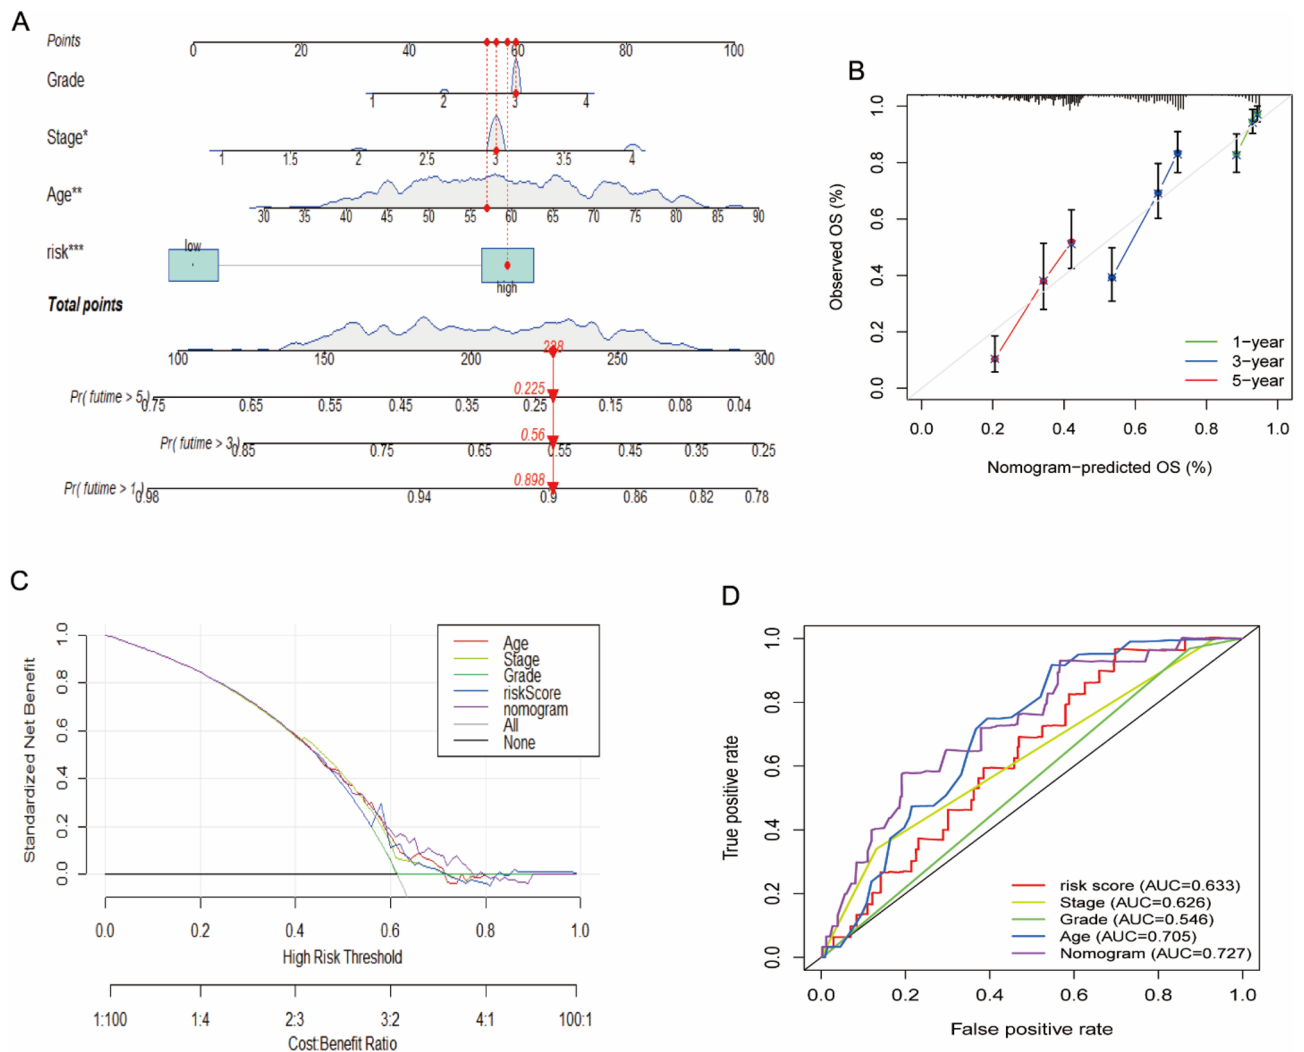 A
Points
0 20 40 60 80 100
Grade
1 2 3 4
Stage*
1 1.5 2 2.5 3 3.5 4
Age**
30 35 40 45 50 55 60 65 70 75 80 85 90
risk***
low
high
Total points
228
100 150 200 250 300
Pr( futime > 5 )
0.225
0.75 0.65 0.55 0.45 0.35 0.25 0.15 0.08 0.04
Pr( futime > 3 )
0.56
0.85 0.75 0.65 0.55 0.45 0.35 0.25
Pr( futime > 1 )
0.898
0.98 0.94 0.9 0.86 0.82 0.78
B
Observed OS (%)
1.0
0.8
0.6
0.4
0.2
0.0
1-year
3-year
5-year
0.0 0.2 0.4 0.6 0.8 1.0
Nomogram-predicted OS (%)
C
Standardized Net Benefit
1.0
0.8
0.6
0.4
0.2
0.0
Age
Stage
Grade
riskScore
nomogram
All
None
0.0 0.2 0.4 0.6 0.8 1.0
High Risk Threshold
1:100 1:4 2:3 3:2 4:1 100:1
Cost:Benefit Ratio
D
True positive rate
1.0
0.8
0.6
0.4
0.2
0.0
risk score (AUC=0.633)
Stage (AUC=0.626)
Grade (AUC=0.546)
Age (AUC=0.705)
Nomogram (AUC=0.727)
0.0 0.2 0.4 0.6 0.8 1.0
False positive rate